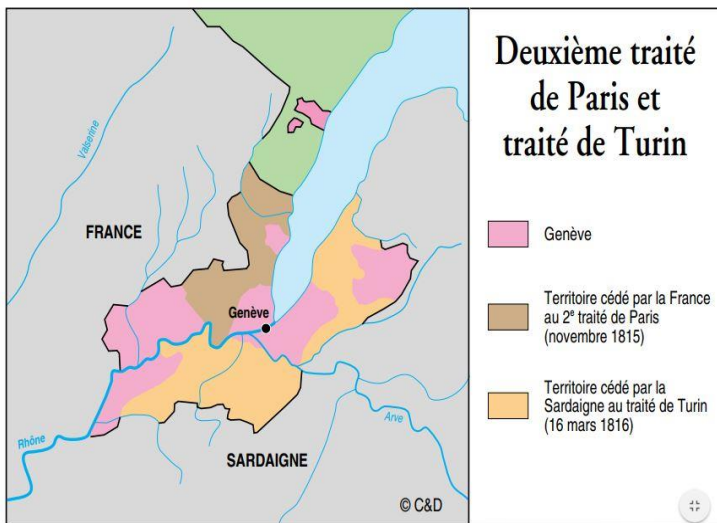 Deuxième traité
de Paris et
traité de Turin
Valserine
FRANCE
Genève
Rhône
SARDAIGNE
Arve
© C&D
Genève
Territoire cédé par la France
au 2e traité de Paris
(novembre 1815)
Territoire cédé par la
Sardaigne au traité de Turin
(16 mars 1816)